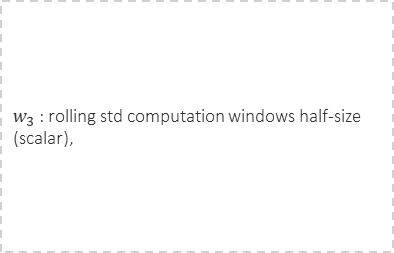 w₃ : rolling std computation windows half-size
(scalar),